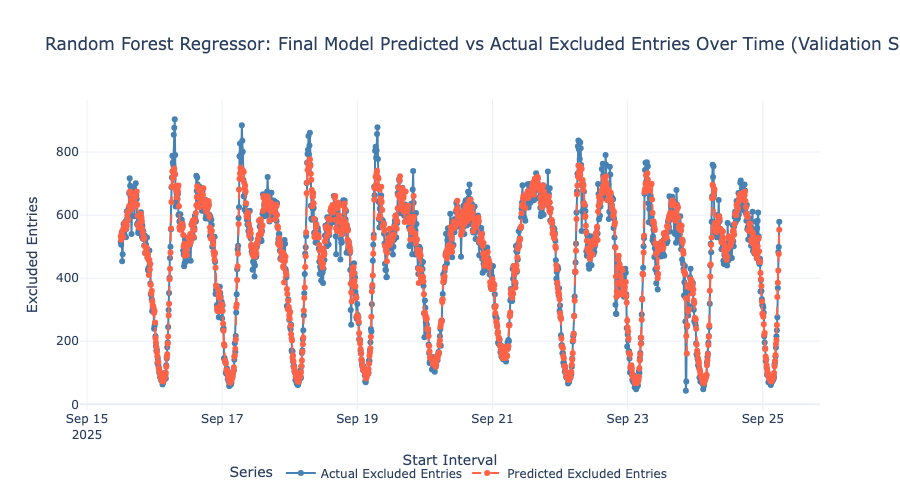 Random Forest Regressor: Final Model Predicted vs Actual Excluded Entries Over Time (Validation S
Excluded Entries
800
600
400
200
0
Sep 15
2025
Sep 17
Sep 19
Sep 21
Sep 23
Sep 25
Start Interval
Series
Actual Excluded Entries
Predicted Excluded Entries